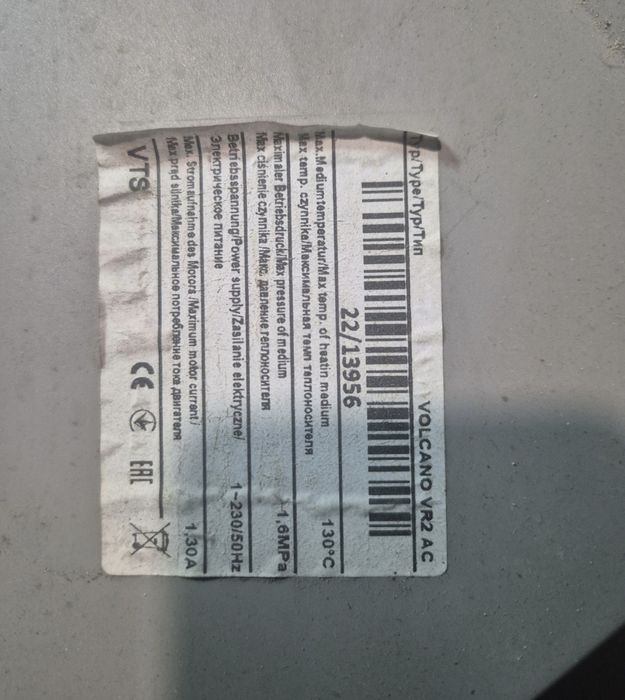 Typ/Type/Typ/Тип VOLCANO VR2 AC
22/13956
Max.Mediumtemperatur/Max temp. of heatin medium
Max temp. czynnika/Максимальная темп теплоносителя 130°C
Maximaler Betriebsdruck/Max pressure of medium
Max ciśnienie czynnika /Макс. давление теплоносителя 1,6MPa
Betriebsspannung/Power supply/Zasilanie elektryczne/
Электрическое питание 1~230/50Hz
Max. Stromaufnahme des Motors /Maximum motor current /
Max prąd silnika/Максимальное потребление тока двигателя 1,30A
VTS CE EAC